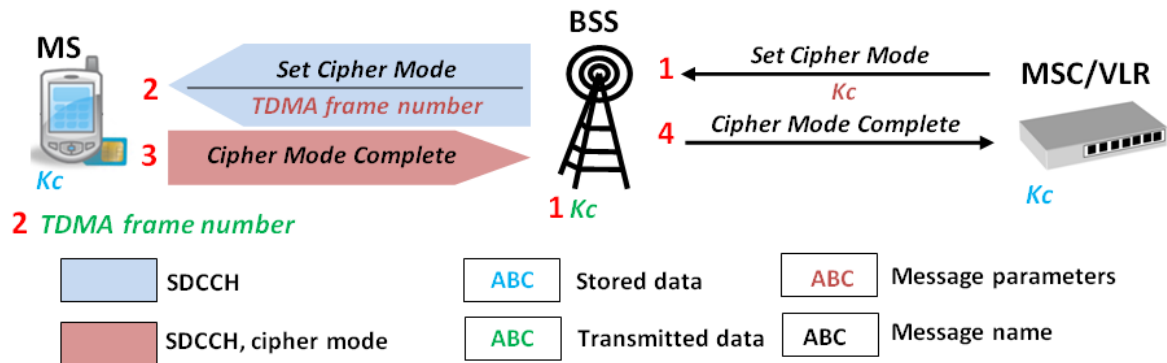 BSS
MS
MSC/VLR
2
Set Cipher Mode
TDMA frame number
1
Set Cipher Mode
Kc
3
Cipher Mode Complete
4
Cipher Mode Complete
Kc
1 Kc
Kc
2 TDMA frame number
SDCCH
ABC Stored data
ABC Message parameters
SDCCH, cipher mode
ABC Transmitted data
ABC Message name